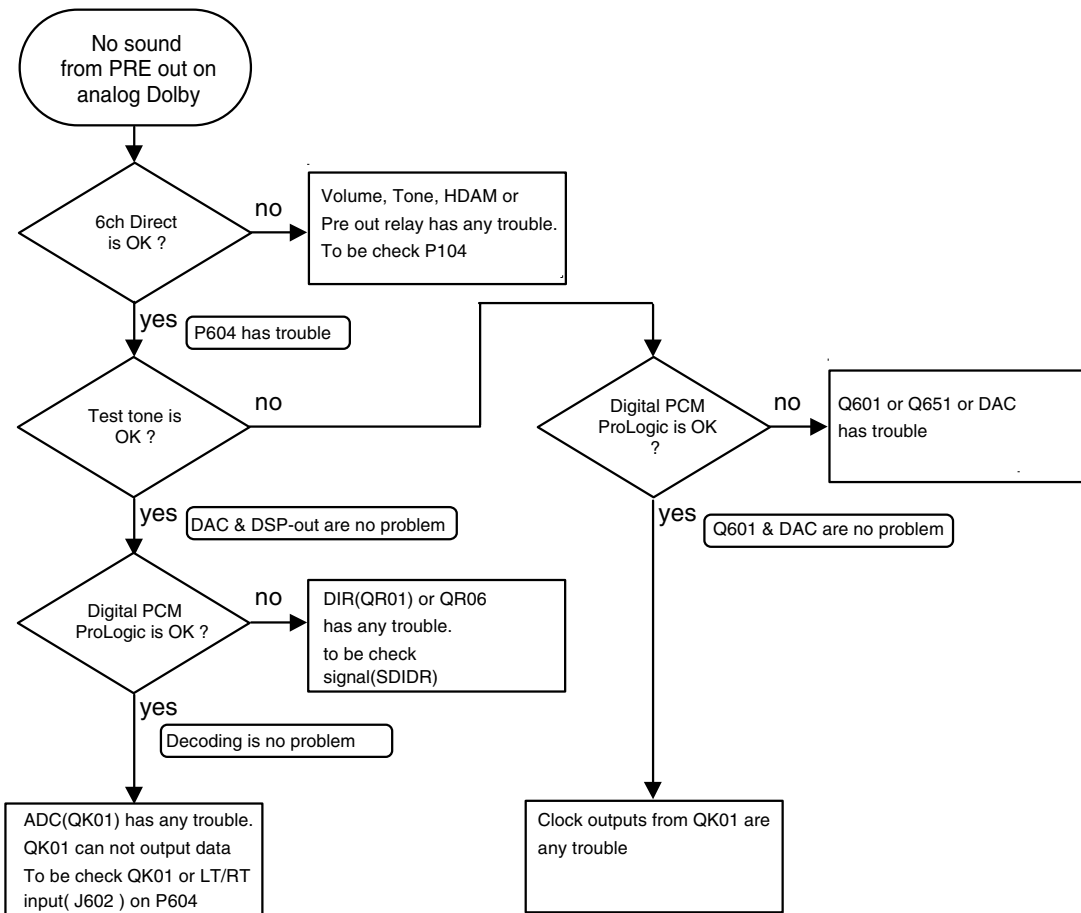 No sound
from PRE out on
analog Dolby
6ch Direct
is OK ?
no
Volume, Tone, HDAM or
Pre out relay has any trouble.
To be check P104
yes
P604 has trouble
Test tone is
OK ?
no
Digital PCM
ProLogic is OK
?
no
Q601 or Q651 or DAC
has trouble
yes
DAC & DSP-out are no problem
yes
Q601 & DAC are no problem
Digital PCM
ProLogic is OK ?
no
DIR(QR01) or QR06
has any trouble.
to be check
signal(SDIDR)
yes
Decoding is no problem
ADC(QK01) has any trouble.
QK01 can not output data
To be check QK01 or LT/RT
input( J602 ) on P604
Clock outputs from QK01 are
any trouble